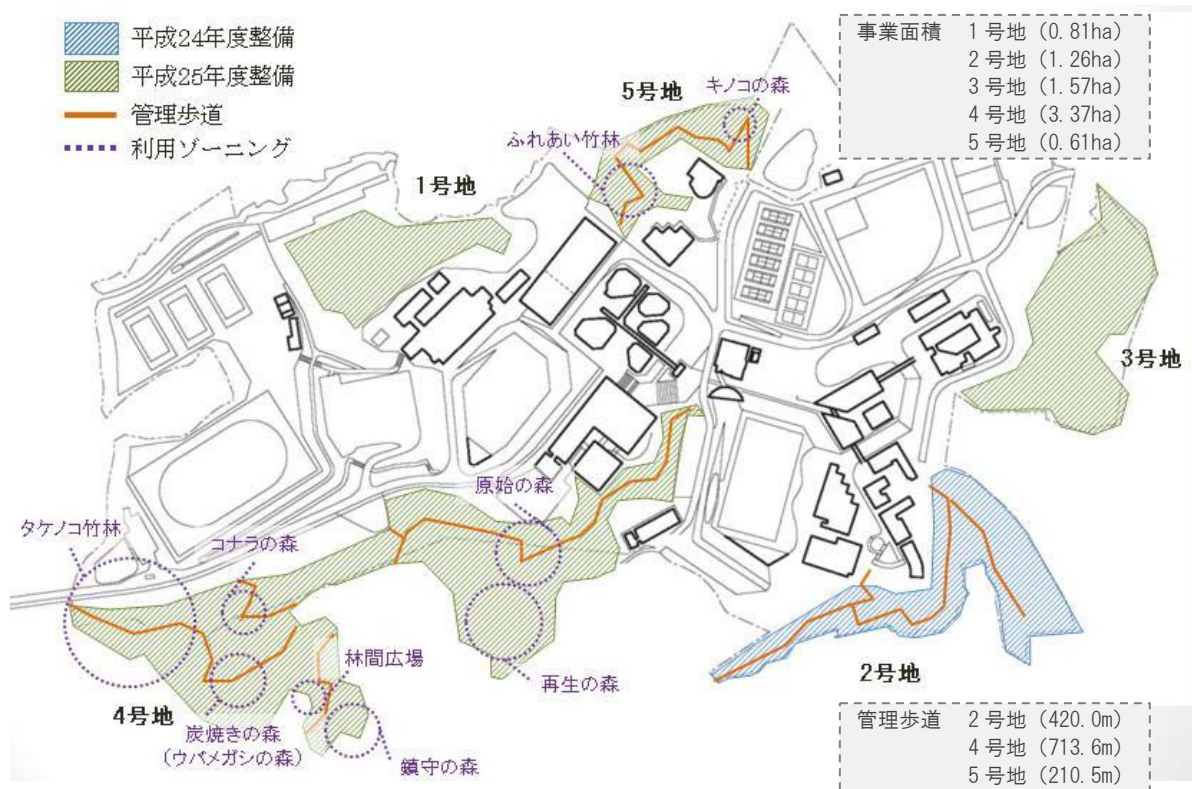 平成24年度整備
平成25年度整備
管理歩道
利用ゾーニング
事業面積 1号地 (0.81ha)
2号地 (1.26ha)
3号地 (1.57ha)
4号地 (3.37ha)
5号地 (0.61ha)
5号地
キノコの森
ふれあい竹林
1号地
3号地
原始の森
タケノコ竹林
コナラの森
林間広場
再生の森
2号地
4号地
炭焼きの森
(ウバメガシの森)
鎮守の森
管理歩道 2号地 (420.0m)
4号地 (713.6m)
5号地 (210.5m)